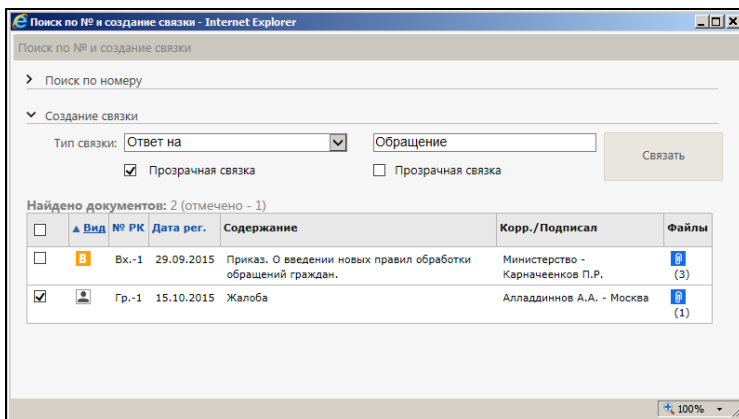 Поиск по № и создание связки - Internet Explorer
Поиск по № и создание связки
Поиск по номеру
Создание связки
Тип связки: Ответ на Обращение Связать
Прозрачная связка Прозрачная связка
Найдено документов: 2 (отмечено - 1)
Вид № РК Дата рег. Содержание Корр./Подписал Файлы
В Вх.-1 29.09.2015 Приказ. О введении новых правил обработки Министерство -
обращений граждан. Карначеенков П.Р. (3)
Гр.-1 15.10.2015 Жалоба Алладдиннов А.А. - Москва
(1)
100%